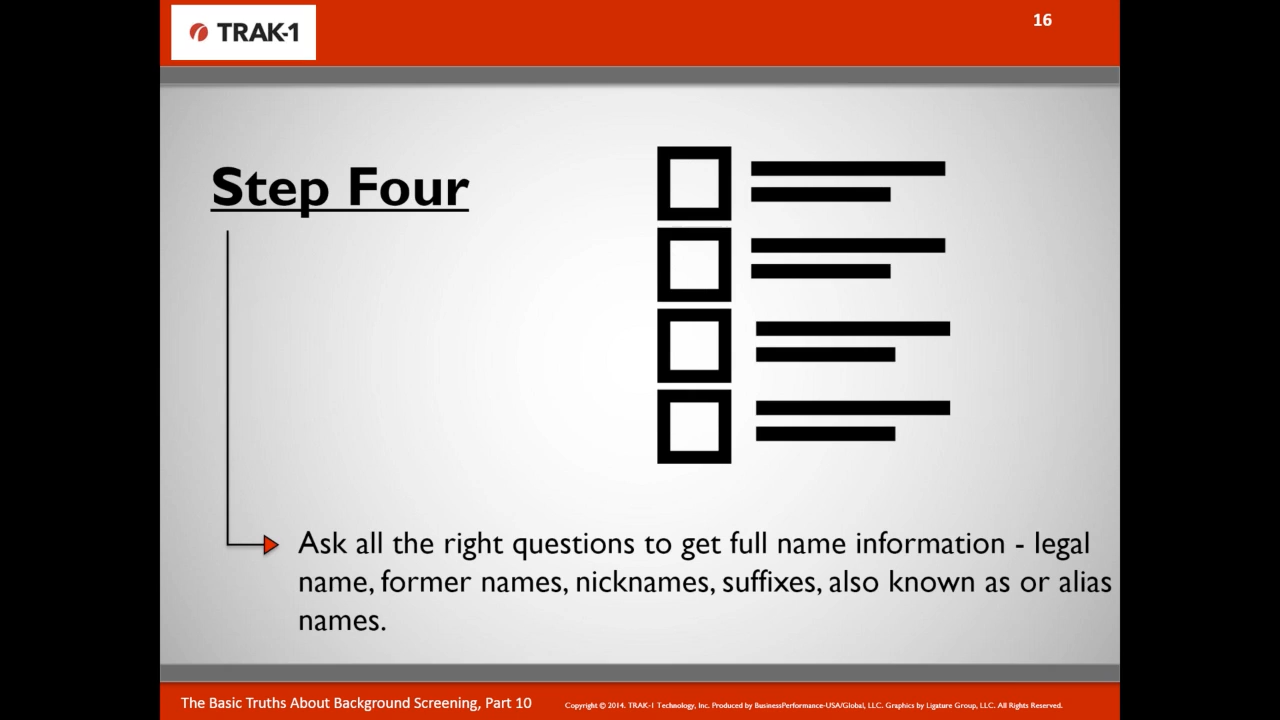 TRAK-1
16
Step Four
Ask all the right questions to get full name information - legal
name, former names, nicknames, suffixes, also known as or alias
names.
The Basic Truths About Background Screening, Part 10
Copyright © 2014. TRAK-1 Technology, Inc. Produced by BusinessPerformance-USA/Global, LLC. Graphics by Ligature Group, LLC. All Rights Reserved.